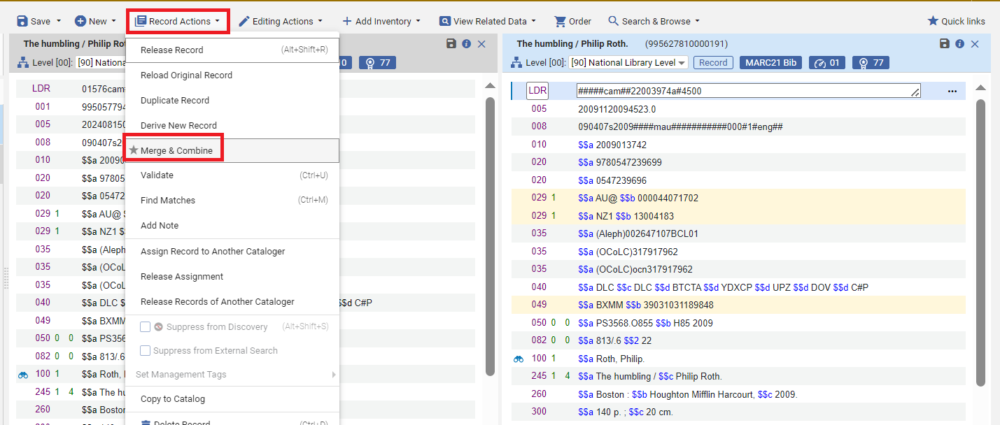 Save New Record Actions Editing Actions Add Inventory View Related Data Order Search & Browse Quick links
The humbling / Philip Ro
Level [00]: [90] Nationa 0 77
LDR 01576cam
001 995057794
005 202408150
008 090407s2
010 $$a 20090
020 $$a 97805
020 $$a 05472
029 1 $$a AU@ $
029 1 $$a NZ1 $$
035 $$a (Aleph
035 $$a (OCoL
035 $$a (OCoL
040 $$a DLC $ $$d C#P
049 $$a BXMM
050 0 0 $$a PS356
082 0 0 $$a 813/.6
100 1 $$a Roth,
245 1 4 $$a The hu
260 $$a Boston
Release Record (Alt+Shift+R)
Reload Original Record
Duplicate Record
Derive New Record
Merge & Combine
Validate (Ctrl+U)
Find Matches (Ctrl+M)
Add Note
Assign Record to Another Cataloger
Release Assignment
Release Records of Another Cataloger
Suppress from Discovery (Alt+Shift+S)
Suppress from External Search
Set Management Tags
Copy to Catalog
Delete Record (Ctrl+D)
The humbling / Philip Roth. (995627810000191)
Level [00]: [90] National Library Level Record MARC21 Bib 01 77
LDR #####cam##22003974a#4500
005 20091120094523.0
008 090407s2009####mau###########000#1#eng##
010 $$a 2009013742
020 $$a 9780547239699
020 $$a 0547239696
029 1 $$a AU@ $$b 000044071702
029 1 $$a NZ1 $$b 13004183
035 $$a (Aleph)002647107BCL01
035 $$a (OCoLC)317917962
035 $$a (OCoLC)ocn317917962
040 $$a DLC $$c DLC $$d BTCTA $$d YDXCP $$d UPZ $$d DOV $$d C#P
049 $$a BXMM $$b 39031031189848
050 0 0 $$a PS3568.O855 $$b H85 2009
082 0 0 $$a 813/.6 $$2 22
100 1 $$a Roth, Philip.
245 1 4 $$a The humbling / $$c Philip Roth.
260 $$a Boston : $$b Houghton Mifflin Harcourt, $$c 2009.
300 $$a 140 p. ; $$c 20 cm.